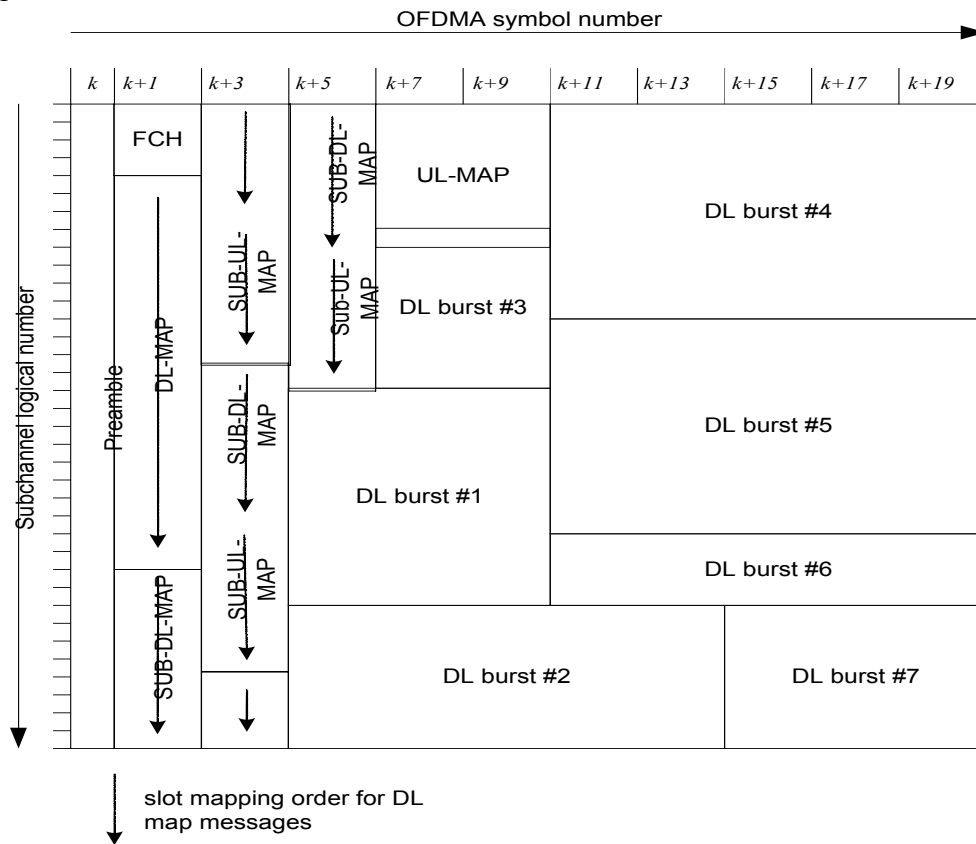 OFDMA symbol number
k k+1 k+3 k+5 k+7 k+9 k+11 k+13 k+15 k+17 k+19
Subchannel logical number
Preamble
FCH
DL-MAP
SUB-DL-MAP
SUB-UL-
MAP
SUB-DL-
MAP
SUB-UL-
MAP
SUB-DL-
MAP
Sub-UL-
MAP
UL-MAP
DL burst #3
DL burst #1
DL burst #2
DL burst #4
DL burst #5
DL burst #6
DL burst #7
slot mapping order for DL
map messages